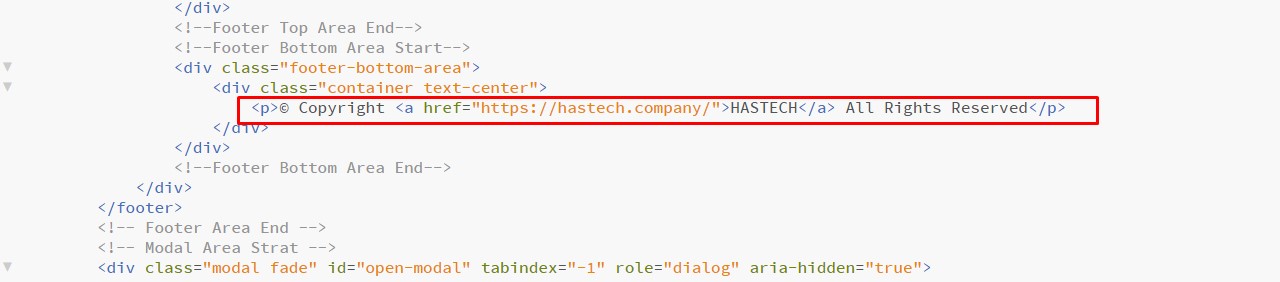 </div>
<!--Footer Top Area End-->
<!--Footer Bottom Area Start-->
<div class="footer-bottom-area">
<div class="container text-center">
<p>© Copyright <a href="https://hastech.company/">HASTECH</a> All Rights Reserved</p>
</div>
</div>
<!--Footer Bottom Area End-->
</div>
</footer>
<!-- Footer Area End -->
<!-- Modal Area Strat -->
<div class="modal fade" id="open-modal" tabindex="-1" role="dialog" aria-hidden="true">